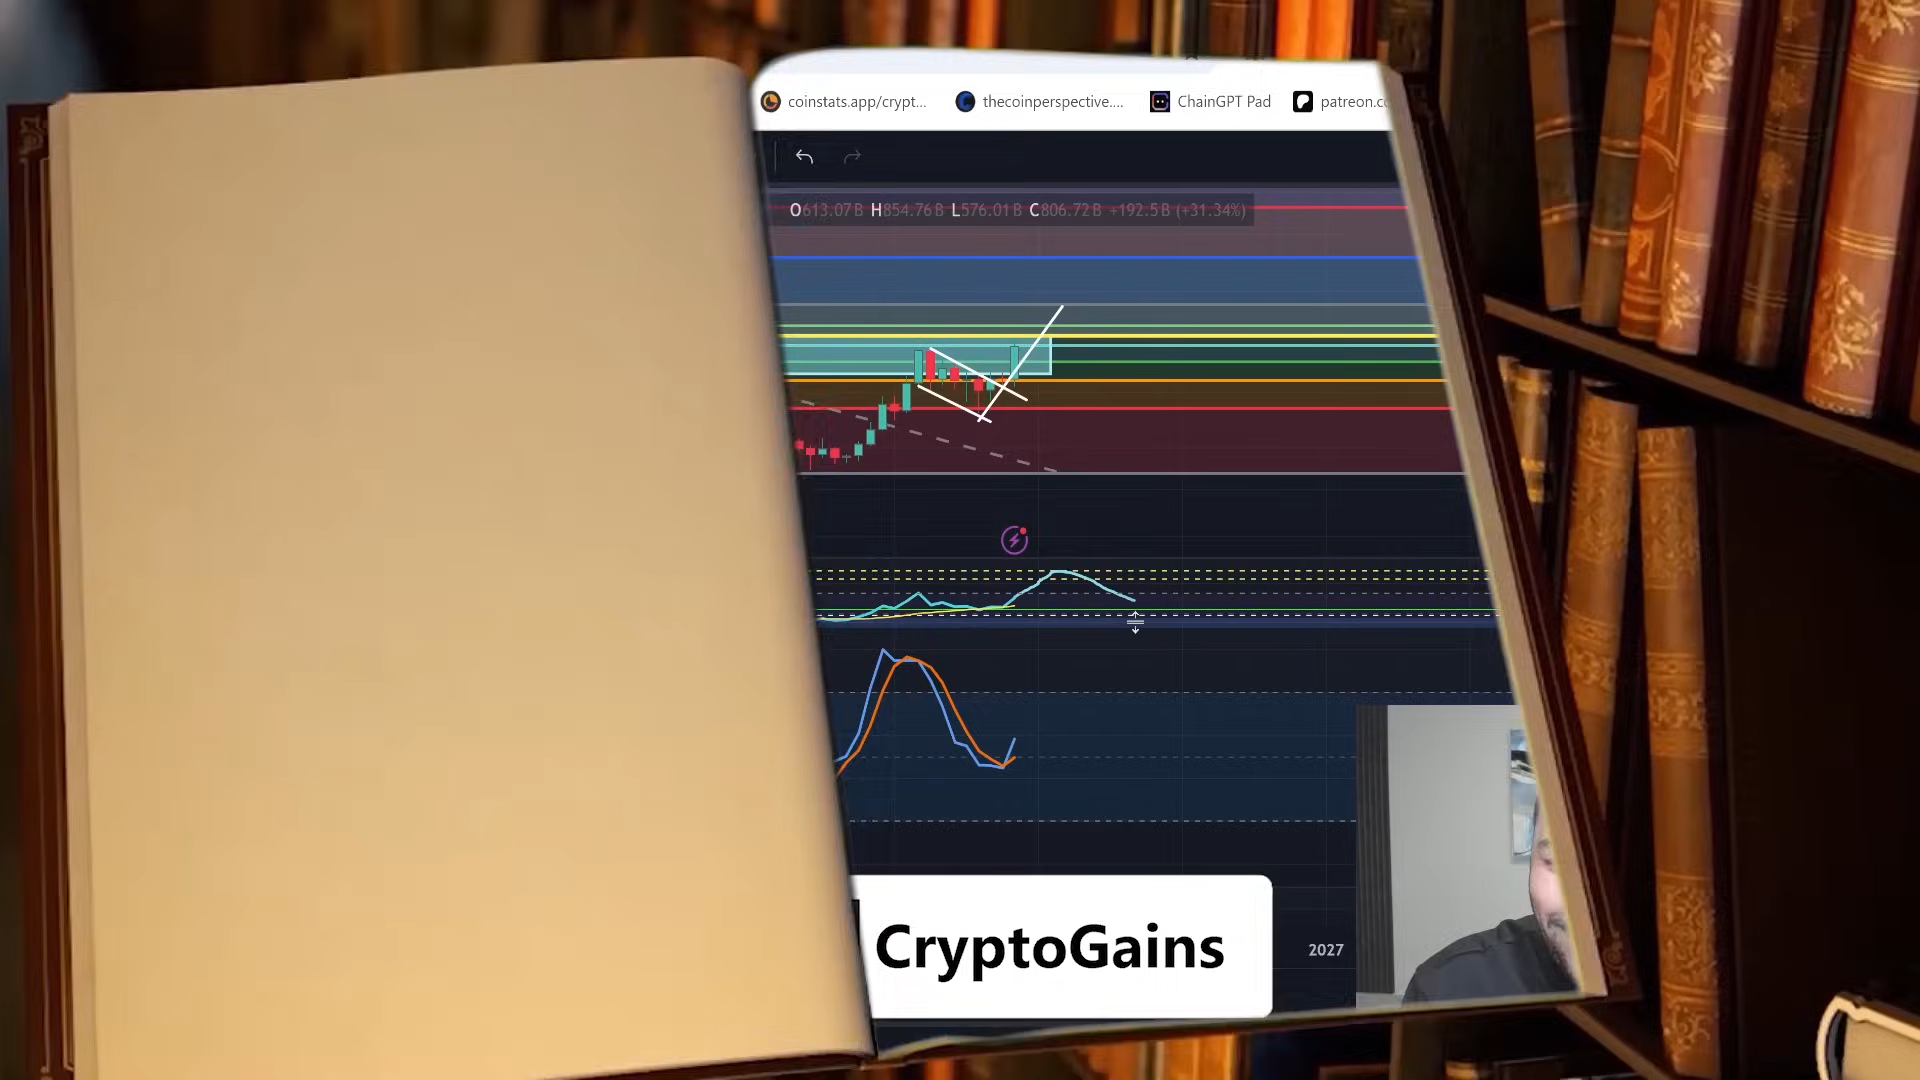 coinstats.app/crypt... thecoinperspective.... ChainGPT Pad patreon.c
O613.07B H854.76B L576.01B C806.72B +192.5B (+31.34%)
CryptoGains
2027